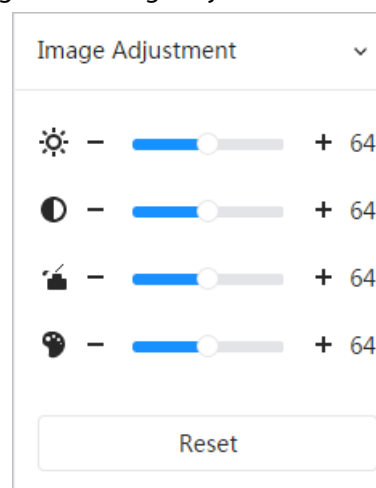 Image Adjustment
− + 64
− + 64
− + 64
− + 64
Reset